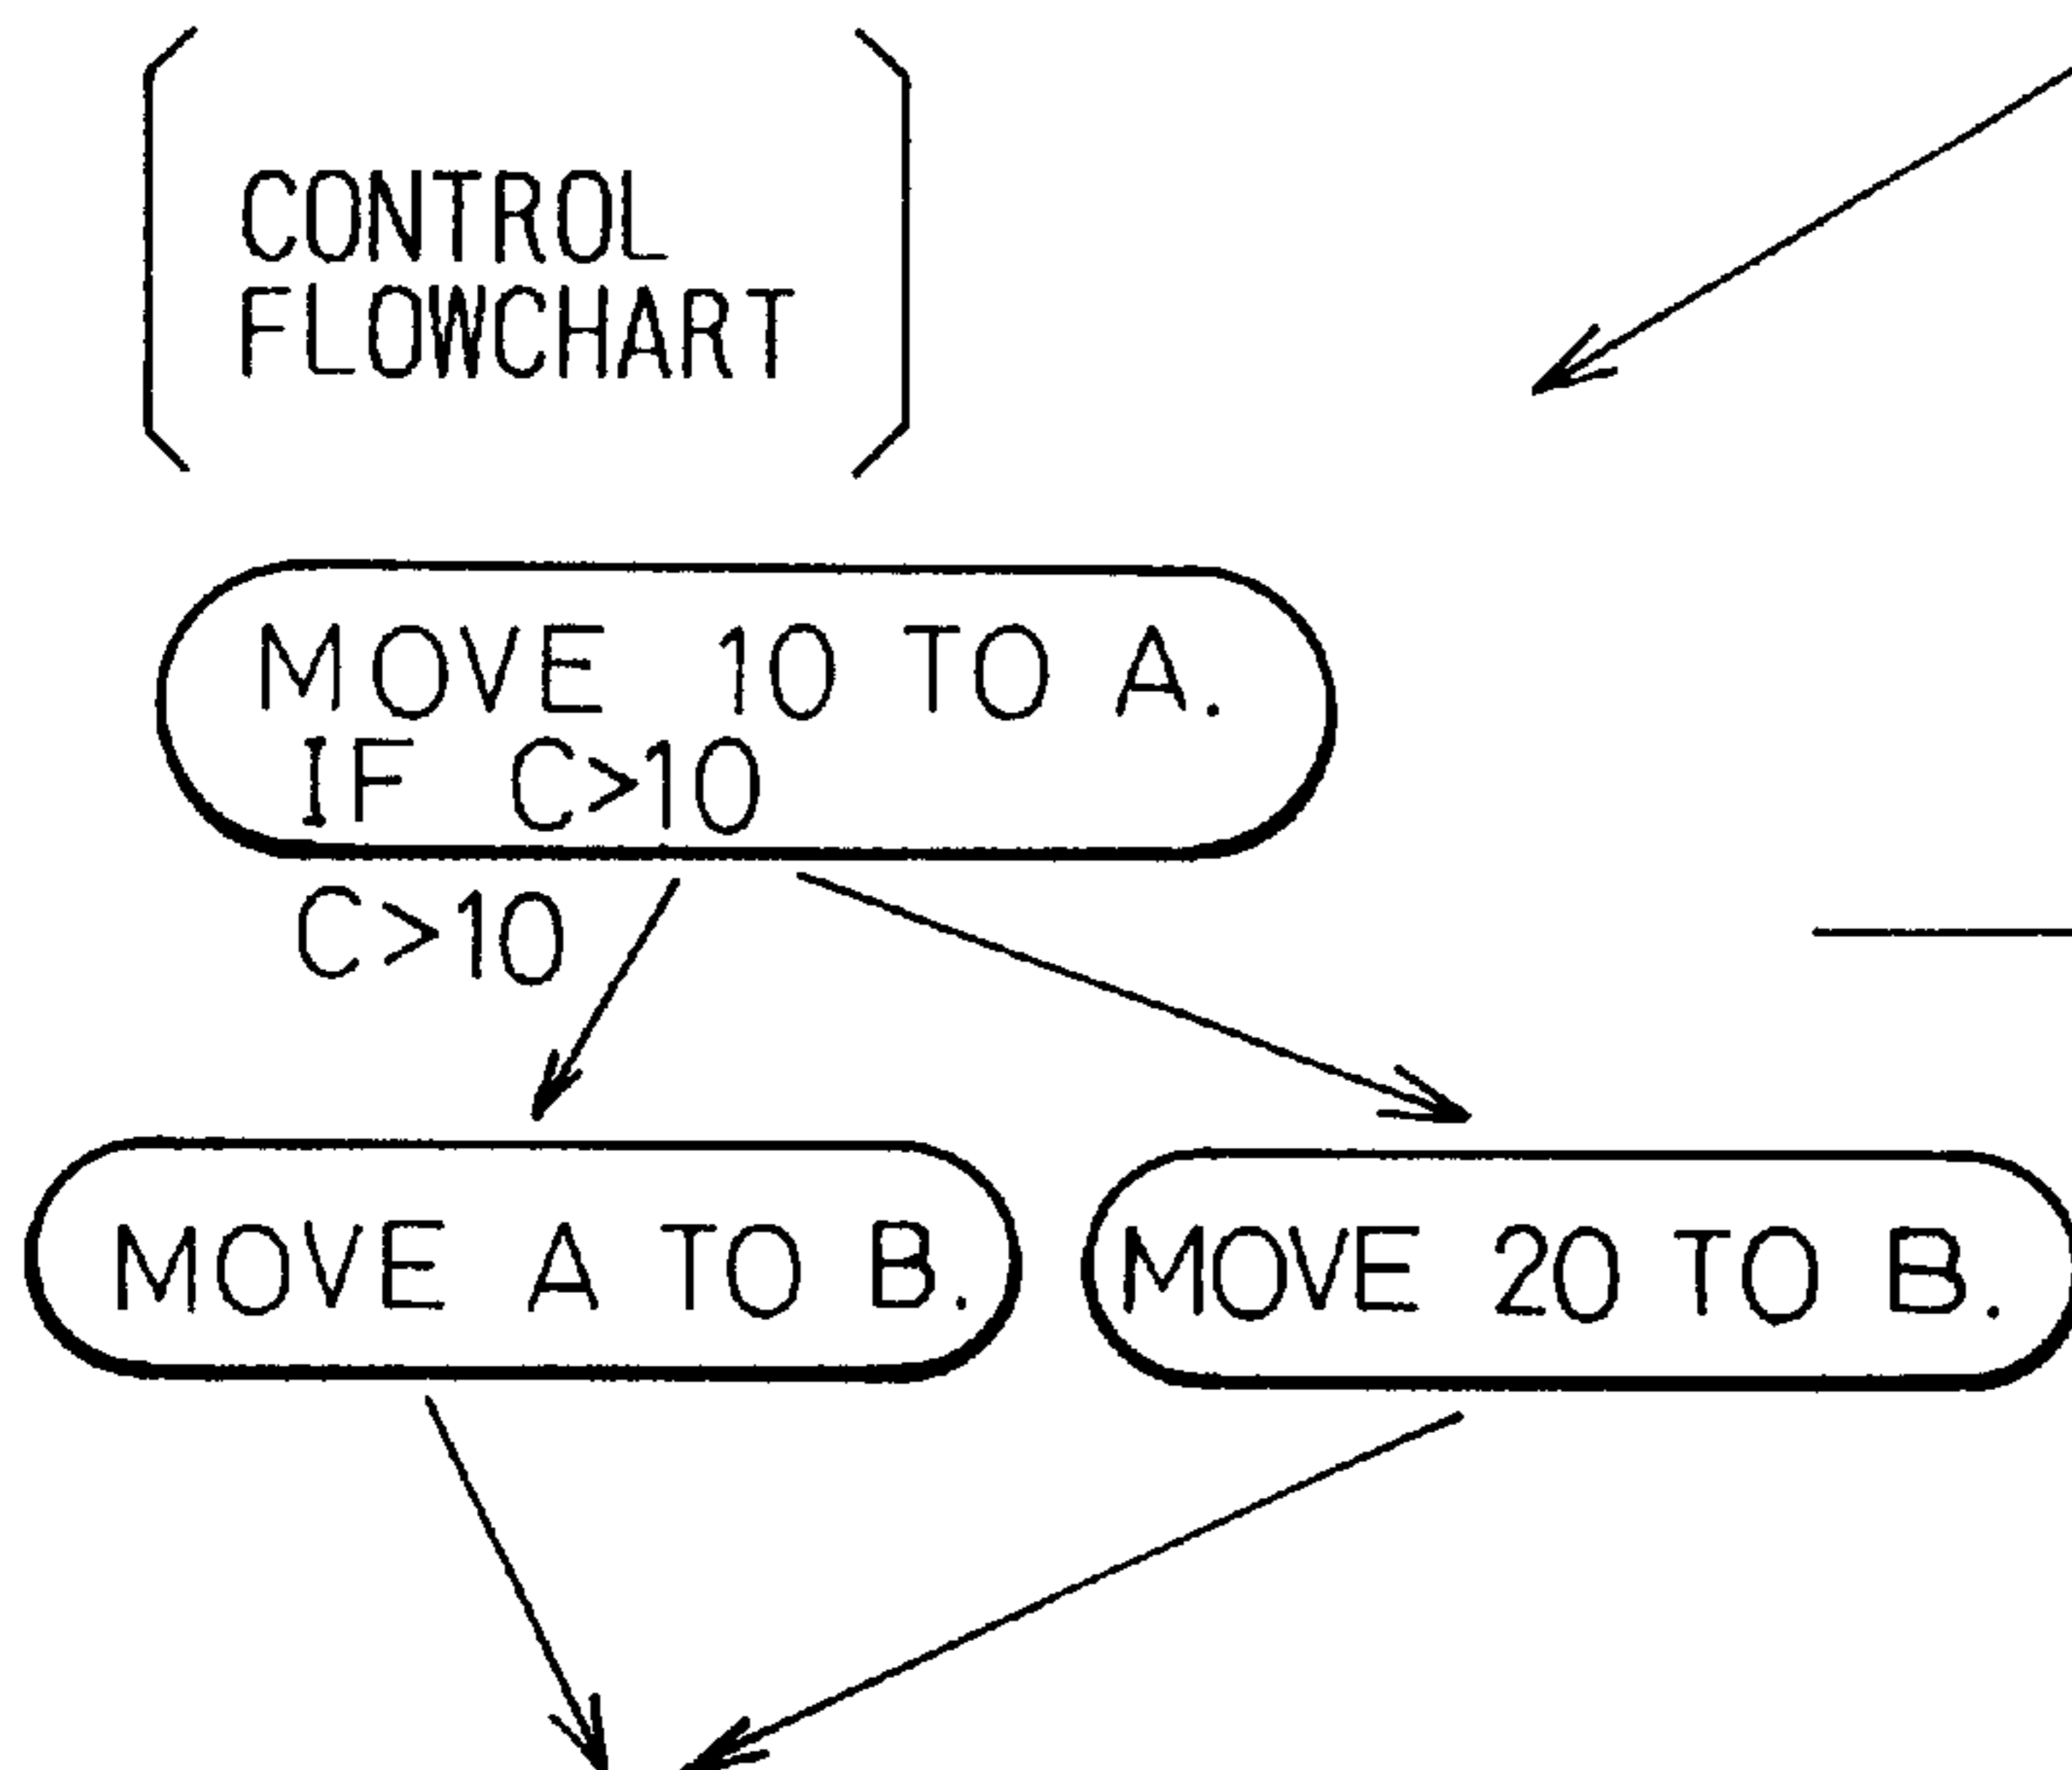 CONTROL
FLOWCHART
MOVE 10 TO A.
IF C>10
C>10
MOVE A TO B.
MOVE 20 TO B.